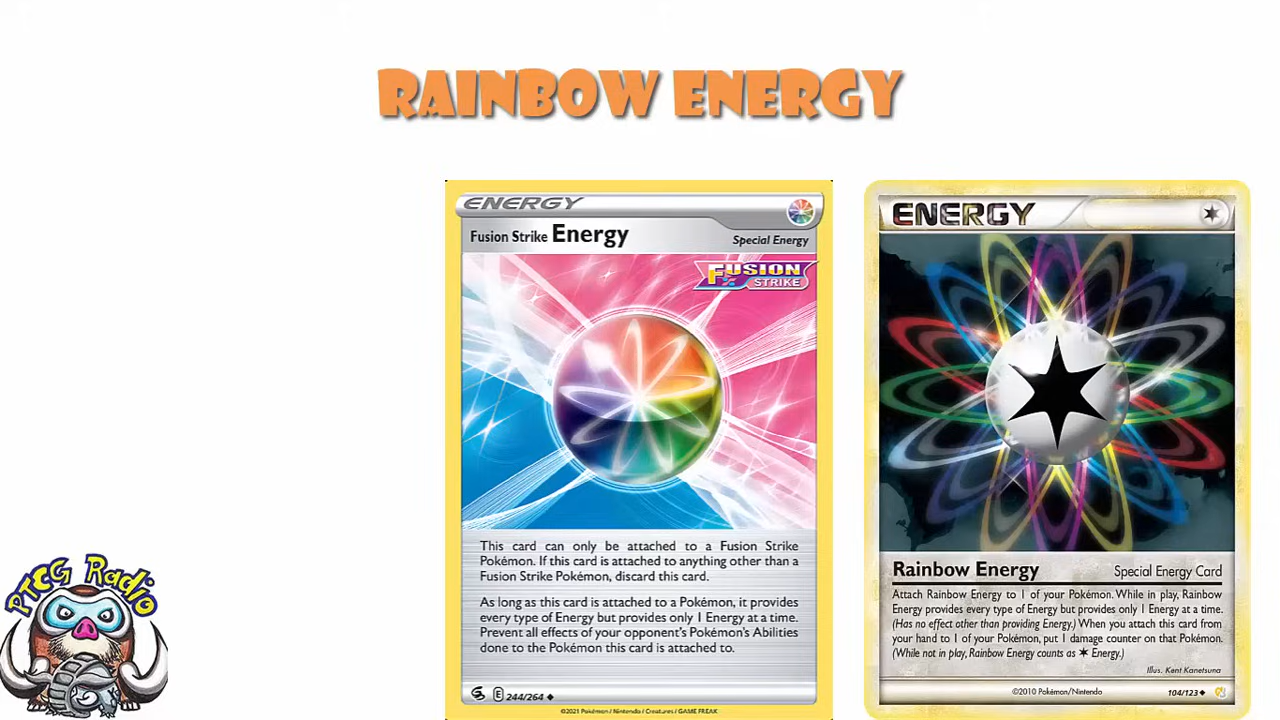 RAINBOW ENERGY
ENERGY
Fusion Strike Energy
Special Energy
FUSION
STRIKE
This card can only be attached to a Fusion Strike
Pokémon. If this card is attached to anything other than a
Fusion Strike Pokémon, discard this card.
As long as this card is attached to a Pokémon, it provides
every type of Energy but provides only 1 Energy at a time.
Prevent all effects of your opponent's Pokémon's Abilities
done to the Pokémon this card is attached to.
E 244/264
©2021 Pokémon / Nintendo / Creatures / GAME FREAK
ENERGY
Rainbow Energy
Special Energy Card
Attach Rainbow Energy to 1 of your Pokémon. While in play, Rainbow
Energy provides every type of Energy but provides only 1 Energy at a time.
(Has no effect other than providing Energy.) When you attach this card from
your hand to 1 of your Pokémon, put 1 damage counter on that Pokémon.
(While not in play, Rainbow Energy counts as Energy.)
Illus. Kent Kanetsuna
©2010 Pokémon/Nintendo
104/123
PTCG Radio